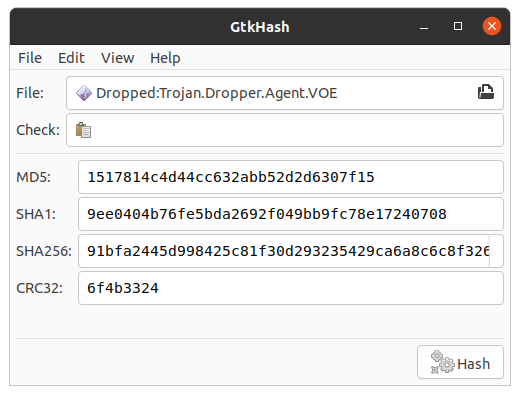 GtkHash
File Edit View Help
File: Dropped:Trojan.Dropper.Agent.VOE
Check:
MD5: 1517814c4d44cc632abb52d2d6307f15
SHA1: 9ee0404b76fe5bda2692f049bb9fc78e17240708
SHA256: 91bfa2445d998425c81f30d293235429ca6a8c6c8f326
CRC32: 6f4b3324
Hash